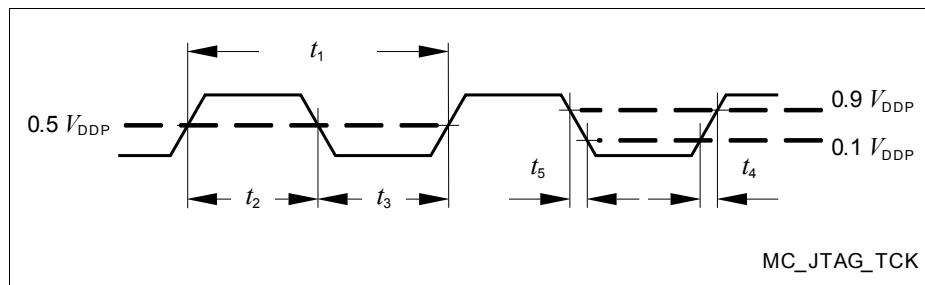 t1
0.5 VDDP
0.9 VDDP
0.1 VDDP
t5
t4
t2
t3
MC_JTAG_TCK